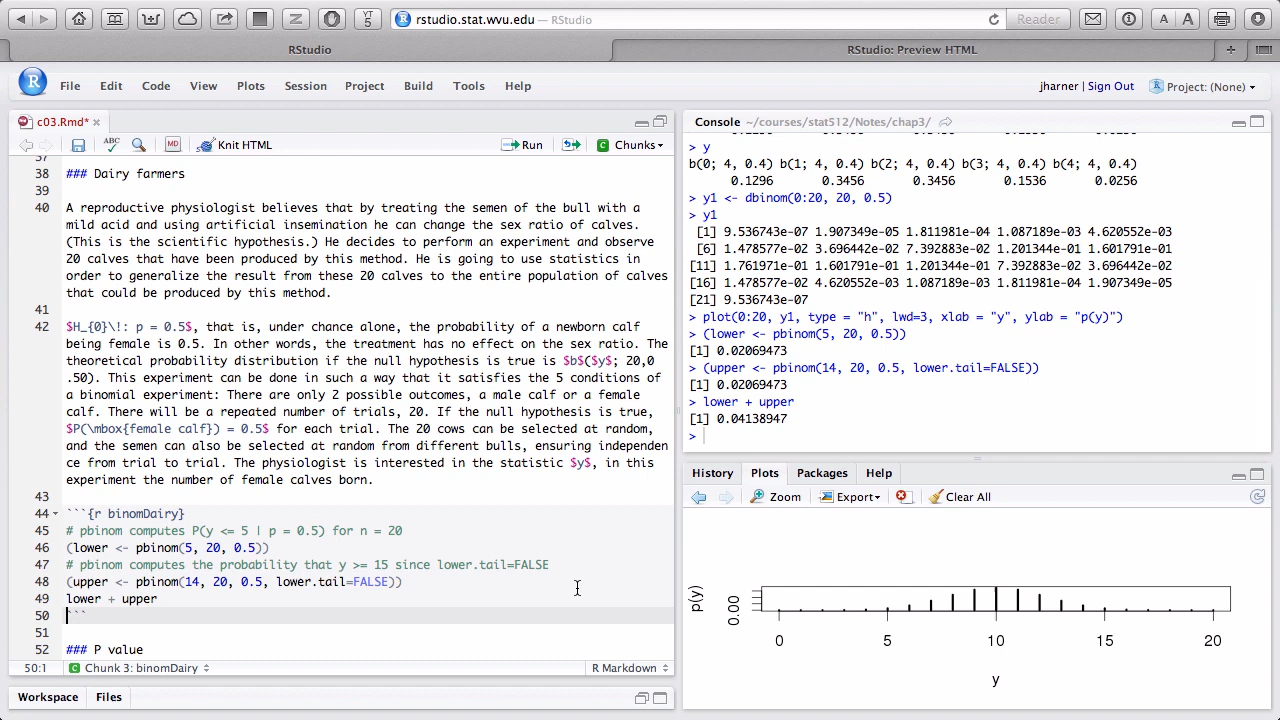 YT
5
rstudio.stat.wvu.edu — RStudio
Reader
A A
RStudio
RStudio: Preview HTML
R
File Edit Code View Plots Session Project Build Tools Help
jharner | Sign Out
Project: (None)
c03.Rmd*
ABC
MD
Knit HTML
Run
Chunks
37
38 ### Dairy farmers
39
40 A reproductive physiologist believes that by treating the semen of the bull with a
mild acid and using artificial insemination he can change the sex ratio of calves.
(This is the scientific hypothesis.) He decides to perform an experiment and observe
20 calves that have been produced by this method. He is going to use statistics in
order to generalize the result from these 20 calves to the entire population of calves
that could be produced by this method.
41
42 $H_{0}\!: p = 0.5$, that is, under chance alone, the probability of a newborn calf
being female is 0.5. In other words, the treatment has no effect on the sex ratio. The
theoretical probability distribution if the null hypothesis is true is $b$($y$; 20,0
.50). This experiment can be done in such a way that it satisfies the 5 conditions of
a binomial experiment: There are only 2 possible outcomes, a male calf or a female
calf. There will be a repeated number of trials, 20. If the null hypothesis is true,
$P(\mbox{female calf}) = 0.5$ for each trial. The 20 cows can be selected at random,
and the semen can also be selected at random from different bulls, ensuring independen
ce from trial to trial. The physiologist is interested in the statistic $y$, in this
experiment the number of female calves born.
43
44 ```{r binomDairy}
45 # pbinom computes P(y <= 5 | p = 0.5) for n = 20
46 (lower <- pbinom(5, 20, 0.5))
47 # pbinom computes the probability that y >= 15 since lower.tail=FALSE
48 (upper <- pbinom(14, 20, 0.5, lower.tail=FALSE))
49 lower + upper
50 ```
51
52 ### P value
50:1 Chunk 3: binomDairy
R Markdown
Workspace Files
Console ~/courses/stat512/Notes/chap3/
> y
b(0; 4, 0.4) b(1; 4, 0.4) b(2; 4, 0.4) b(3; 4, 0.4) b(4; 4, 0.4)
0.1296 0.3456 0.3456 0.1536 0.0256
> y1 <- dbinom(0:20, 20, 0.5)
> y1
[1] 9.536743e-07 1.907349e-05 1.811981e-04 1.087189e-03 4.620552e-03
[6] 1.478577e-02 3.696442e-02 7.392883e-02 1.201344e-01 1.601791e-01
[11] 1.761971e-01 1.601791e-01 1.201344e-01 7.392883e-02 3.696442e-02
[16] 1.478577e-02 4.620552e-03 1.087189e-03 1.811981e-04 1.907349e-05
[21] 9.536743e-07
> plot(0:20, y1, type = "h", lwd=3, xlab = "y", ylab = "p(y)")
> (lower <- pbinom(5, 20, 0.5))
[1] 0.02069473
> (upper <- pbinom(14, 20, 0.5, lower.tail=FALSE))
[1] 0.02069473
> lower + upper
[1] 0.04138947
>
History Plots Packages Help
Zoom Export Clear All
p(y)
0.00
0 5 10 15 20
y